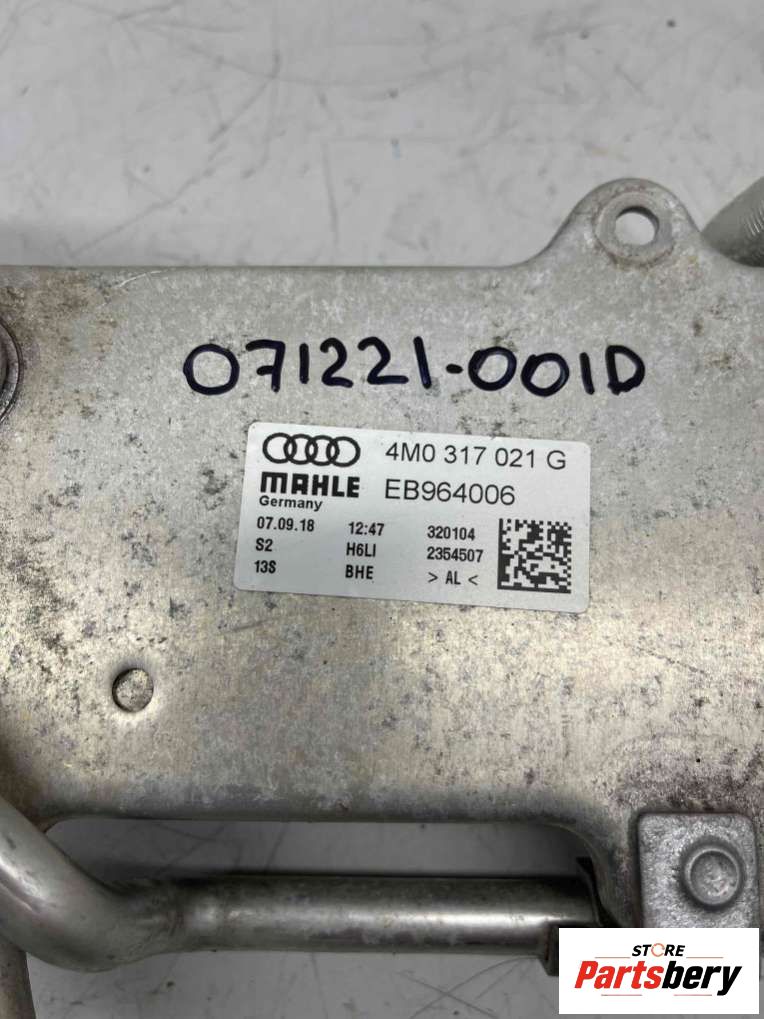 071221-001D
4M0 317 021 G
MAHLE EB964006
Germany
07.09.18 12:47 320104
S2 H6LI 2354507
13S BHE > AL <
STORE
Partsbery